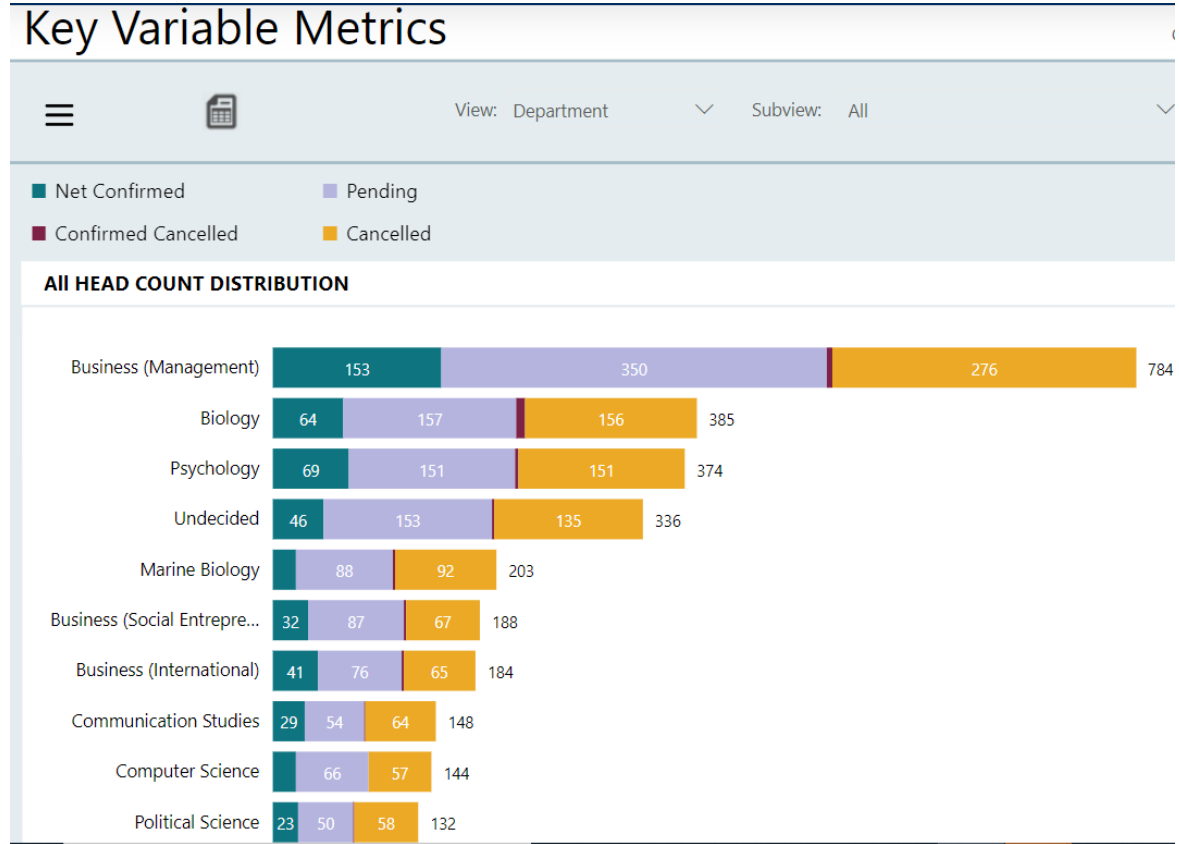 Key Variable Metrics
View: Department Subview: All
Net Confirmed Pending
Confirmed Cancelled Cancelled
All HEAD COUNT DISTRIBUTION
Business (Management) 153 350 276 784
Biology 64 157 156 385
Psychology 69 151 151 374
Undecided 46 153 135 336
Marine Biology 88 92 203
Business (Social Entrepre... 32 87 67 188
Business (International) 41 76 65 184
Communication Studies 29 54 64 148
Computer Science 66 57 144
Political Science 23 50 58 132